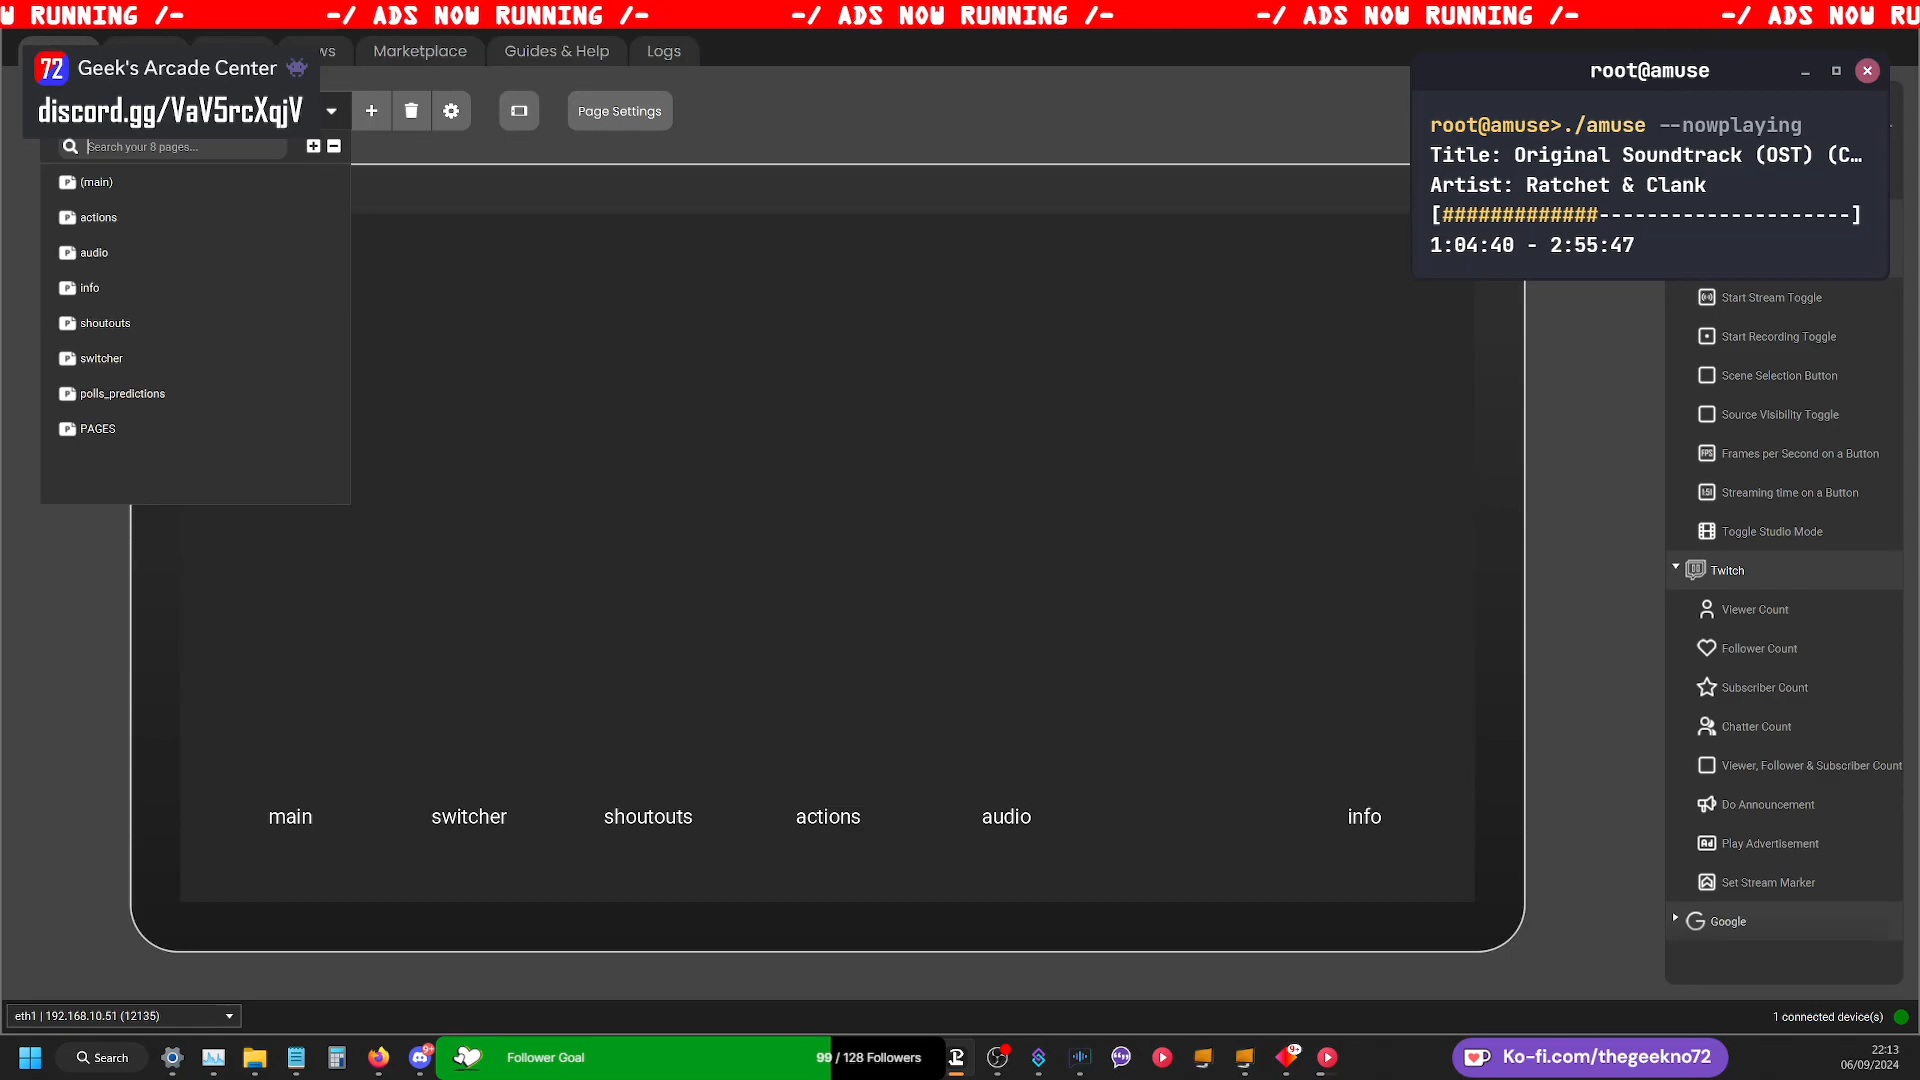 W RUNNING /-
-/ ADS NOW RUNNING /-
-/ ADS NOW RUNNING /-
-/ ADS NOW RUNNING /-
-/ ADS NOW RU
ws
Marketplace
Guides & Help
Logs
72 Geek's Arcade Center
discord.gg/VaV5rcXqjV
Page Settings
Search your 8 pages...
(main)
actions
audio
info
shoutouts
switcher
polls_predictions
PAGES
root@amuse
root@amuse>./amuse --nowplaying
Title: Original Soundtrack (OST) (C…
Artist: Ratchet & Clank
[#############---------------------]
1:04:40 - 2:55:47
Start Stream Toggle
Start Recording Toggle
Scene Selection Button
Source Visibility Toggle
FPS Frames per Second on a Button
Streaming time on a Button
Toggle Studio Mode
Twitch
Viewer Count
Follower Count
Subscriber Count
Chatter Count
Viewer, Follower & Subscriber Count
Do Announcement
Ad Play Advertisement
Set Stream Marker
Google
main
switcher
shoutouts
actions
audio
info
eth1 | 192.168.10.51 (12135)
1 connected device(s)
Search
9+
Follower Goal
99 / 128 Followers
9+
Ko-fi.com/thegeekno72
22:13
06/09/2024